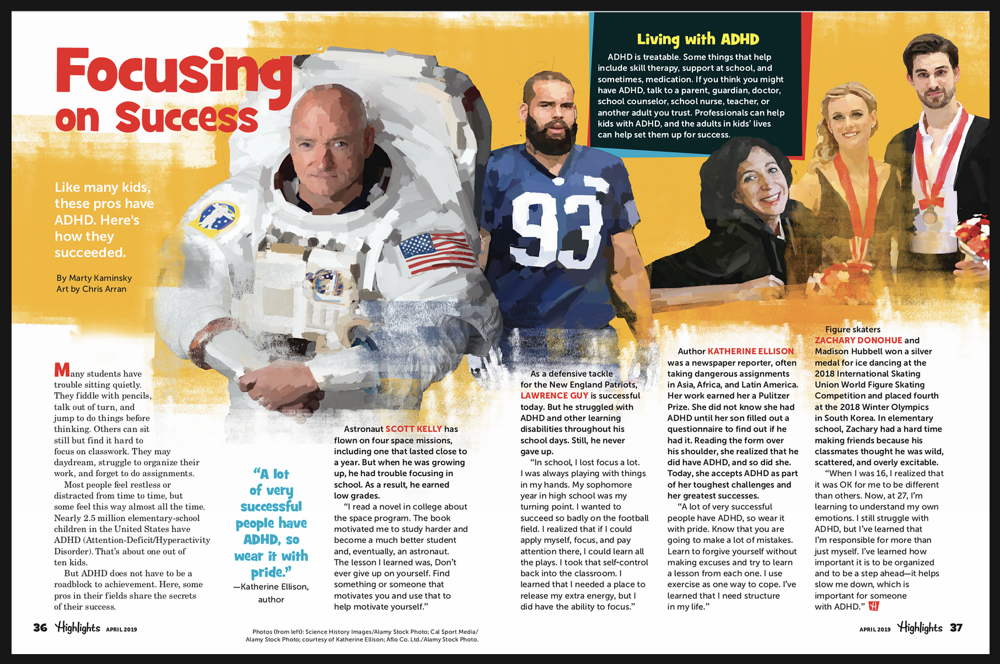 Focusing
on Success
Like many kids,
these pros have
ADHD. Here's
how they
succeeded.
By Marty Kaminsky
Art by Chris Arran
Living with ADHD
ADHD is treatable. Some things that help
include skill therapy, support at school, and
sometimes, medication. If you think you might
have ADHD, talk to a parent, guardian, doctor,
school counselor, school nurse, teacher, or
another adult you trust. Professionals can help
kids with ADHD, and the adults in kids' lives
can help set them up for success.
93
Many students have
trouble sitting quietly.
They fiddle with pencils,
talk out of turn, and
jump to do things before
thinking. Others can sit
still but find it hard to
focus on classwork. They may
daydream, struggle to organize their
work, and forget to do assignments.
Most people feel restless or
distracted from time to time, but
some feel this way almost all the time.
Nearly 2.5 million elementary-school
children in the United States have
ADHD (Attention-Deficit/Hyperactivity
Disorder). That's about one out of
ten kids.
But ADHD does not have to be a
roadblock to achievement. Here, some
pros in their fields share the secrets
of their success.
"A lot
of very
successful
people have
ADHD, so
wear it with
pride."
—Katherine Ellison,
author
Astronaut SCOTT KELLY has
flown on four space missions,
including one that lasted close to
a year. But when he was growing
up, he had trouble focusing in
school. As a result, he earned
low grades.
"I read a novel in college about
the space program. The book
motivated me to study harder and
become a much better student
and, eventually, an astronaut.
The lesson I learned was, Don't
ever give up on yourself. Find
something or someone that
motivates you and use that to
help motivate yourself."
As a defensive tackle
for the New England Patriots,
LAWRENCE GUY is successful
today. But he struggled with
ADHD and other learning
disabilities throughout his
school days. Still, he never
gave up.
"In school, I lost focus a lot.
I was always playing with things
in my hands. My sophomore
year in high school was my
turning point. I wanted to
succeed so badly on the football
field. I realized that if I could
apply myself, focus, and pay
attention there, I could learn all
the plays. I took that self-control
back into the classroom. I
learned that I needed a place to
release my extra energy, but I
did have the ability to focus."
Author KATHERINE ELLISON
was a newspaper reporter, often
taking dangerous assignments
in Asia, Africa, and Latin America.
Her work earned her a Pulitzer
Prize. She did not know she had
ADHD until her son filled out a
questionnaire to find out if he
had it. Reading the form over
his shoulder, she realized that he
did have ADHD, and so did she.
Today, she accepts ADHD as part
of her toughest challenges and
her greatest successes.
"A lot of very successful
people have ADHD, so wear it
with pride. Know that you are
going to make a lot of mistakes.
Learn to forgive yourself without
making excuses and try to learn
a lesson from each one. I use
exercise as one way to cope. I've
learned that I need structure
in my life."
Figure skaters
ZACHARY DONOHUE and
Madison Hubbell won a silver
medal for ice dancing at the
2018 International Skating
Union World Figure Skating
Competition and placed fourth
at the 2018 Winter Olympics
in South Korea. In elementary
school, Zachary had a hard time
making friends because his
classmates thought he was wild,
scattered, and overly excitable.
"When I was 16, I realized that
it was OK for me to be different
than others. Now, at 27, I'm
learning to understand my own
emotions. I still struggle with
ADHD, but I've learned that
I'm responsible for more than
just myself. I've learned how
important it is to be organized
and to be a step ahead—it helps
slow me down, which is
important for someone
with ADHD." H
36 Highlights APRIL 2019
Photos (from left): Science History Images/Alamy Stock Photo; Cal Sport Media/
Alamy Stock Photo; courtesy of Katherine Ellison; Aflo Co. Ltd./Alamy Stock Photo.
APRIL 2019 Highlights 37